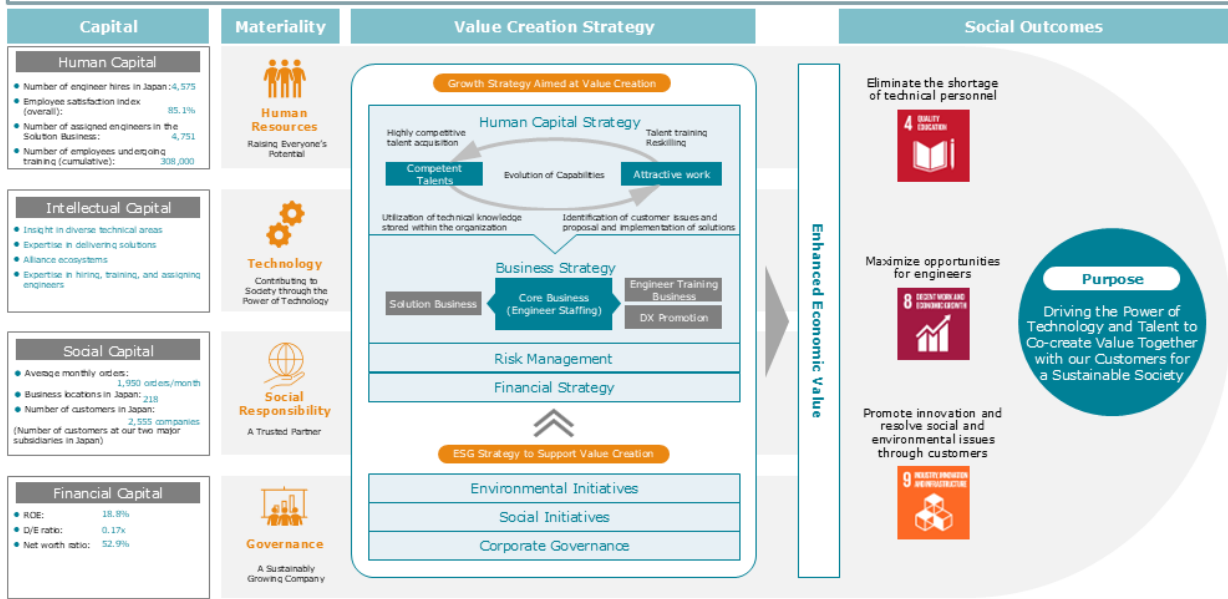 Capital
Materiality
Value Creation Strategy
Social Outcomes
Human Capital
Number of engineer hires in Japan: 4,575
Employee satisfaction index
(overall): 85.1%
Number of assigned engineers in the
Solution Business: 4,751
Number of employees undergoing
training (cumulative): 308,000
Intellectual Capital
Insight in diverse technical areas
Expertise in delivering solutions
Alliance ecosystems
Expertise in hiring, training, and assigning
engineers
Social Capital
Average monthly orders:
1,950 orders/month
Business locations in Japan: 218
Number of customers in Japan:
2,555 companies
(Number of customers at our two major
subsidiaries in Japan)
Financial Capital
ROE: 18.8%
D/E ratio: 0.17x
Net worth ratio: 52.9%
Human
Resources
Raising Everyone's
Potential
Technology
Contributing to
Society through the
Power of Technology
Social
Responsibility
A Trusted Partner
Governance
A Sustainably
Growing Company
Growth Strategy Aimed at Value Creation
Human Capital Strategy
Highly competitive
talent acquisition
Talent training
Reskilling
Competent
Talents
Evolution of Capabilities
Attractive work
Utilization of technical knowledge
stored within the organization
Identification of customer issues and
proposal and implementation of solutions
Business Strategy
Solution Business
Core Business
(Engineer Staffing)
Engineer Training
Business
DX Promotion
Risk Management
Financial Strategy
ESG Strategy to Support Value Creation
Environmental Initiatives
Social Initiatives
Corporate Governance
Enhanced Economic Value
Eliminate the shortage
of technical personnel
4 QUALITY
EDUCATION
Maximize opportunities
for engineers
8 DECENT WORK AND
ECONOMIC GROWTH
Promote innovation and
resolve social and
environmental issues
through customers
9 INDUSTRY, INNOVATION
AND INFRASTRUCTURE
Purpose
Driving the Power of
Technology and Talent to
Co-create Value Together
with our Customers for
a Sustainable Society